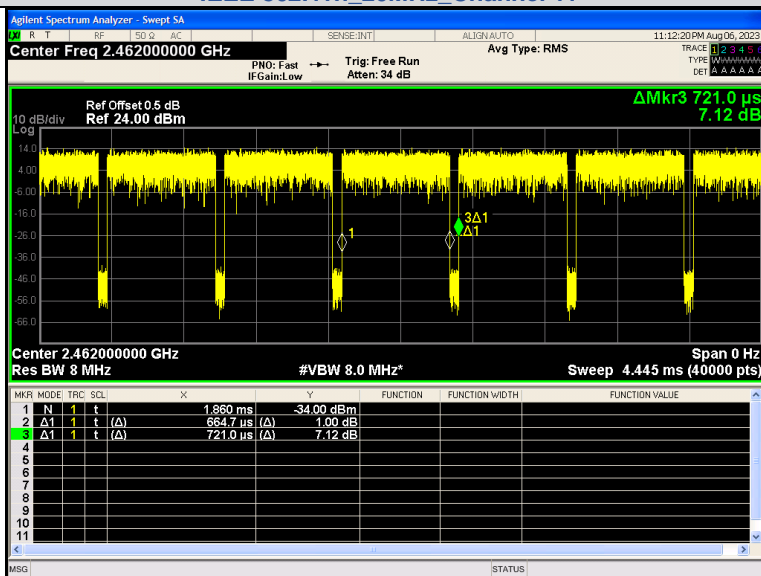 Agilent Spectrum Analyzer - Swept SA
LXI R T RF 50 Ω AC SENSE:INT ALIGNAUTO 11:12:20PM Aug 06, 2023
Center Freq 2.462000000 GHz Avg Type: RMS TRACE 1 2 3 4 5 6
PNO: Fast Trig: Free Run TYPE
IFGain:Low Atten: 34 dB DET A A A A A
ΔMkr3 721.0 µs
7.12 dB
Ref Offset 0.5 dB
10 dB/div Ref 24.00 dBm
Log
14.0
4.00
-6.00
-16.0
-26.0
-36.0
-46.0
-56.0
-66.0
1
3Δ1
Δ1
Center 2.462000000 GHz Span 0 Hz
Res BW 8 MHz #VBW 8.0 MHz* Sweep 4.445 ms (40000 pts)
MKR MODE TRC SCL X Y FUNCTION FUNCTION WIDTH FUNCTION VALUE
1 N 1 t 1.860 ms -34.00 dBm
2 Δ1 1 t (Δ) 664.7 µs (Δ) 1.00 dB
3 Δ1 1 t (Δ) 721.0 µs (Δ) 7.12 dB
4
5
6
7
8
9
10
11
MSG STATUS